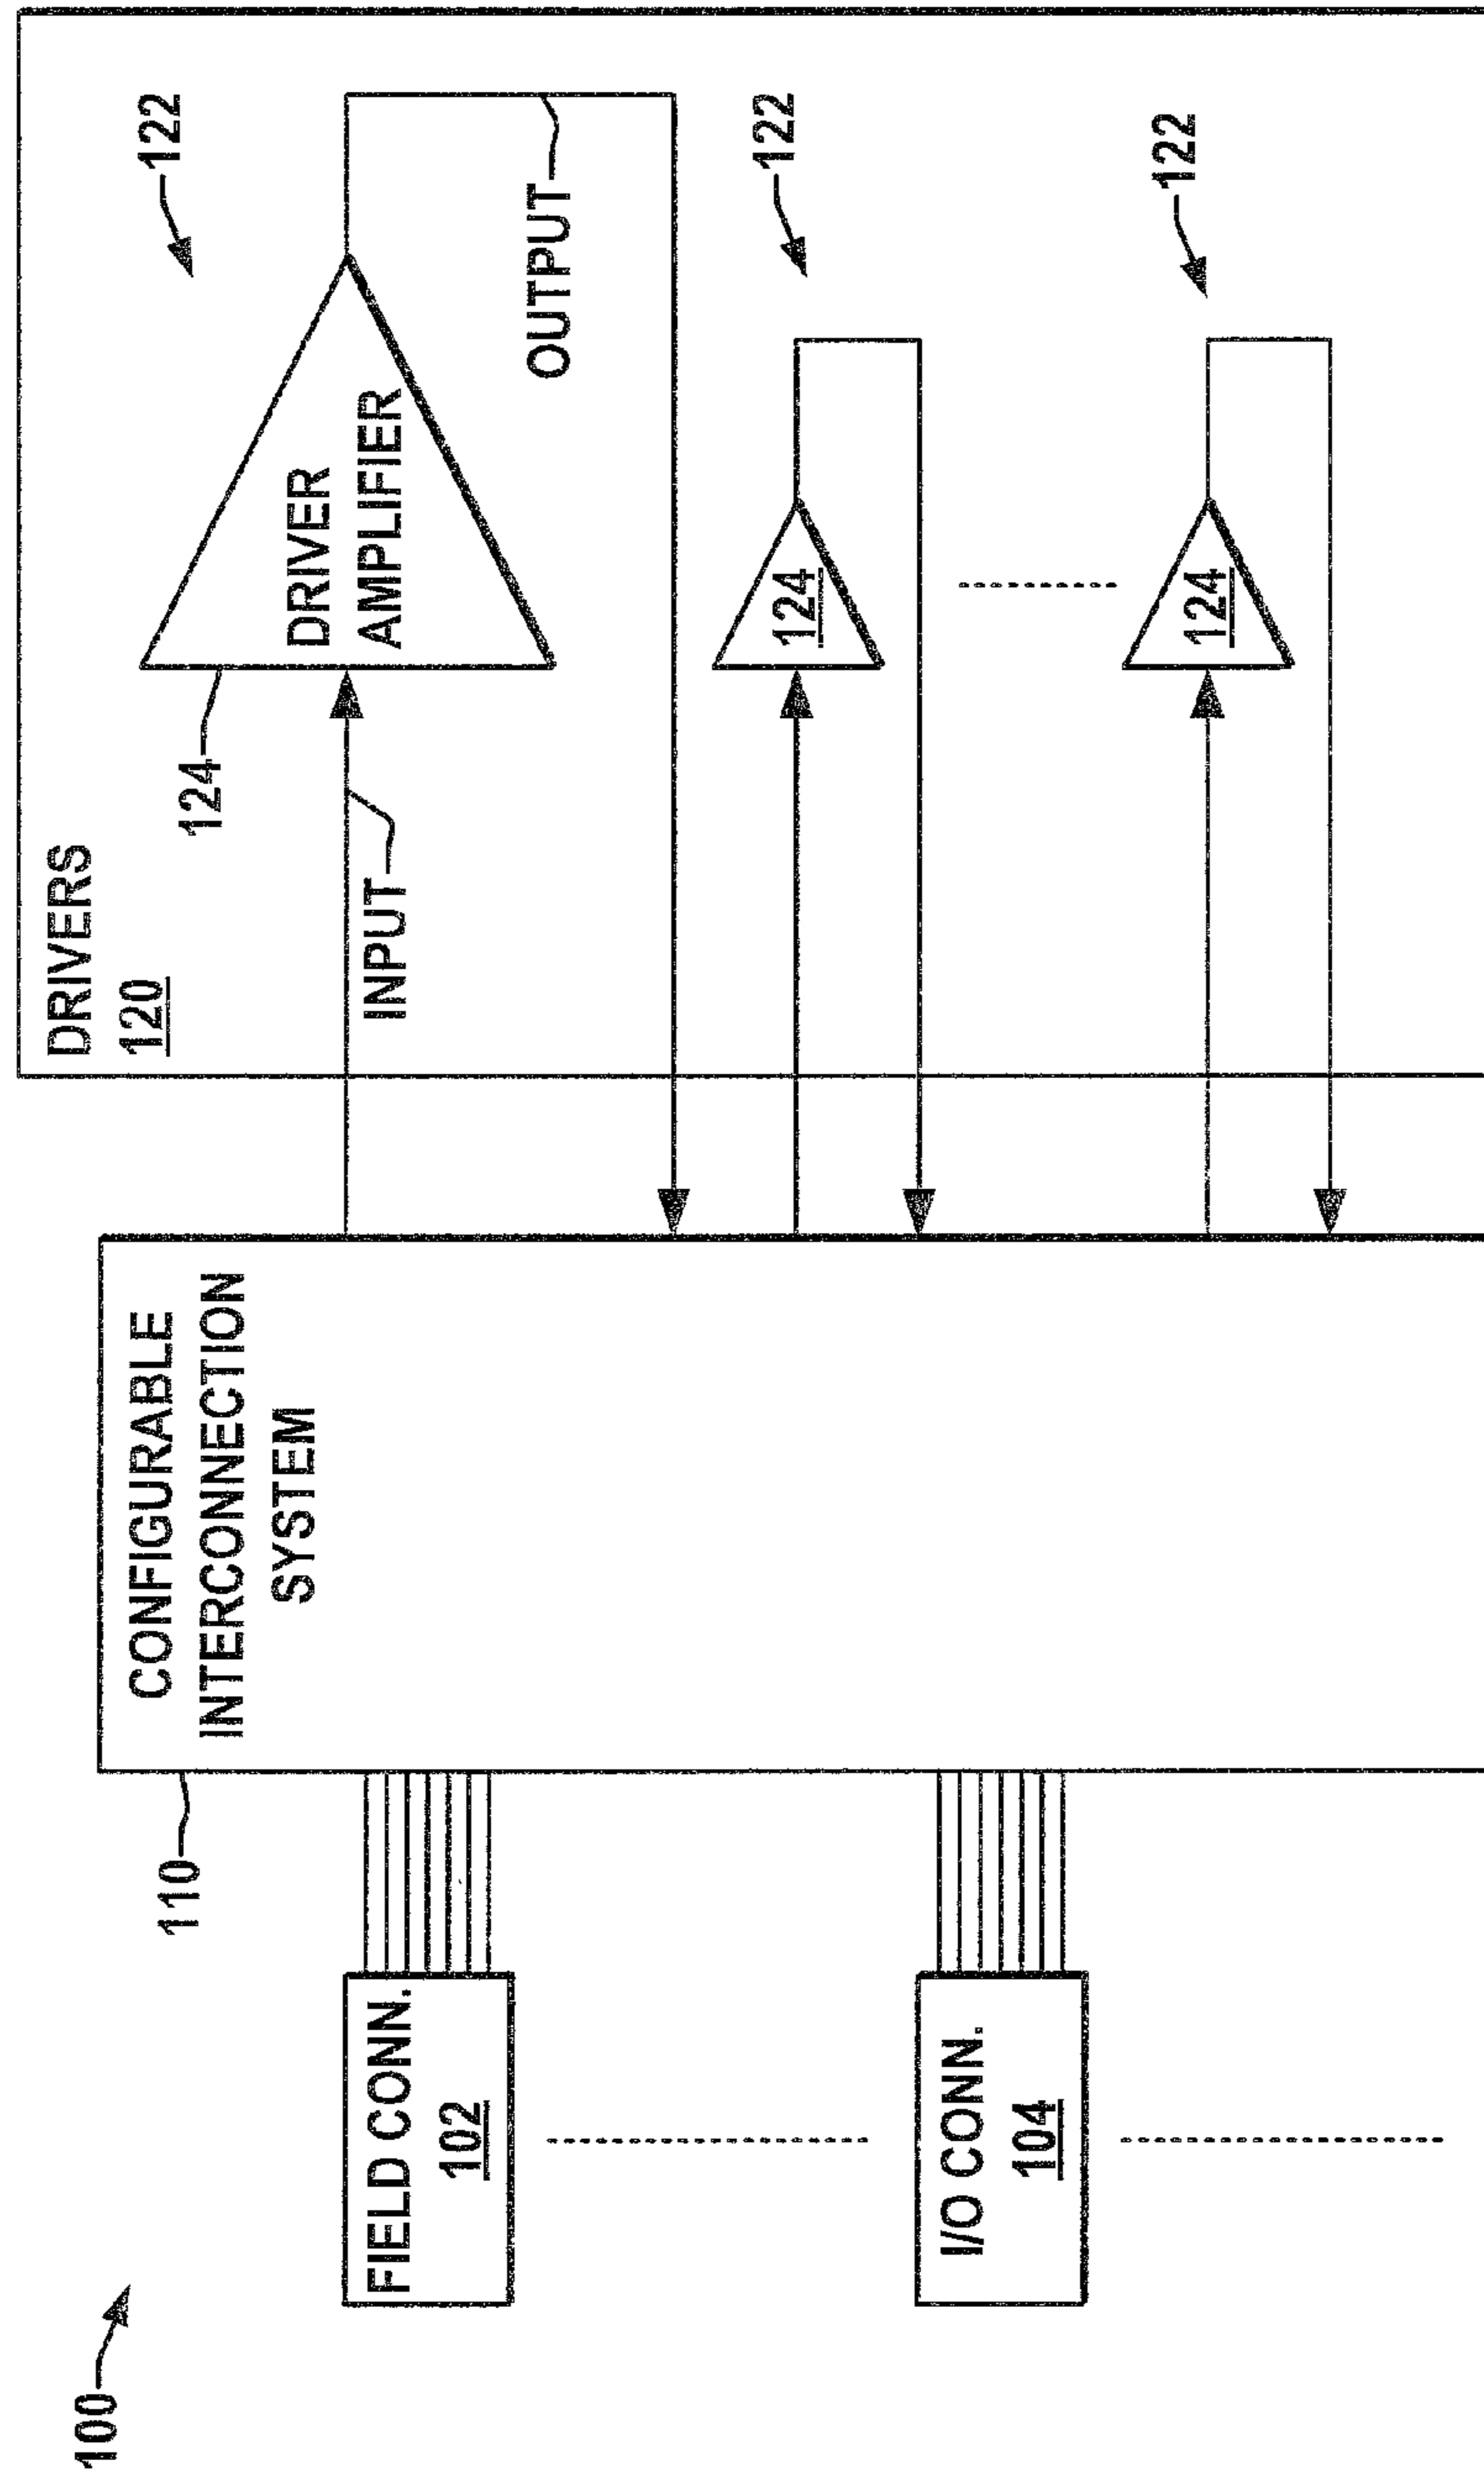 100
110
CONFIGURABLE
INTERCONNECTION
SYSTEM
DRIVERS
120
124
DRIVER
AMPLIFIER
122
INPUT
OUTPUT
FIELD CONN.
102
124
122
I/O CONN.
104
124
122